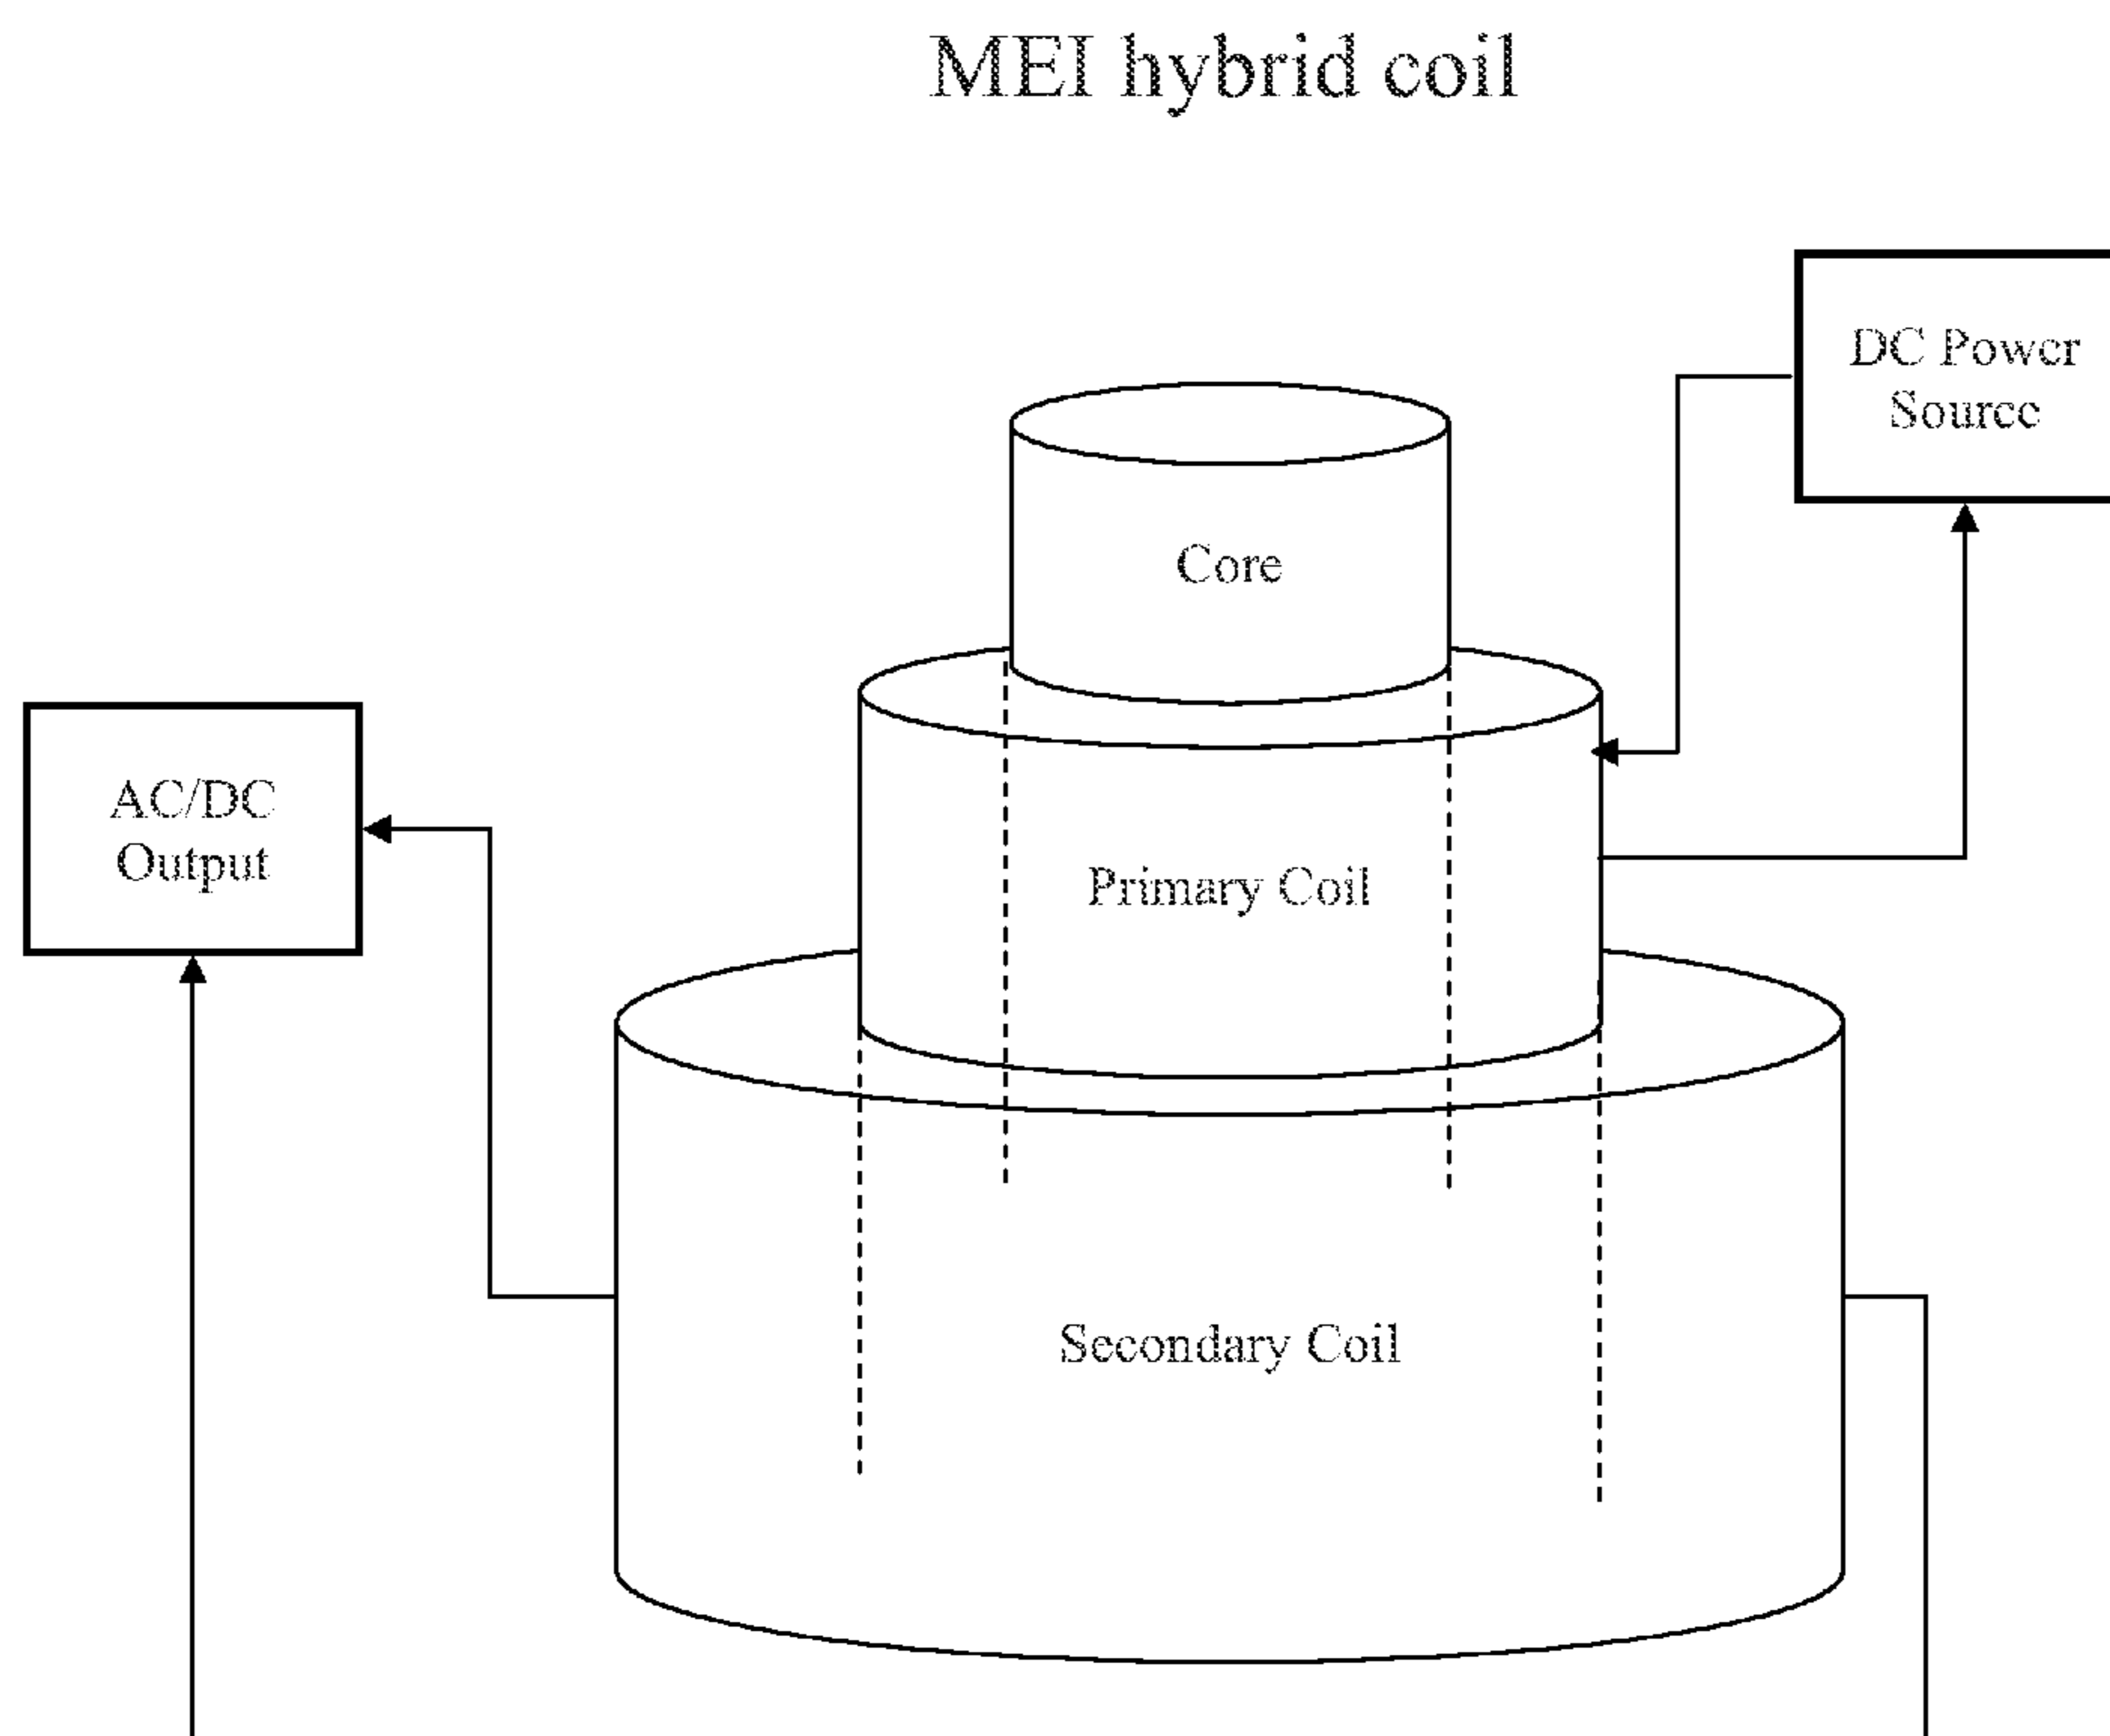 MEI hybrid coil
DC Power
Source
Core
AC/DC
Output
Primary Coil
Secondary Coil